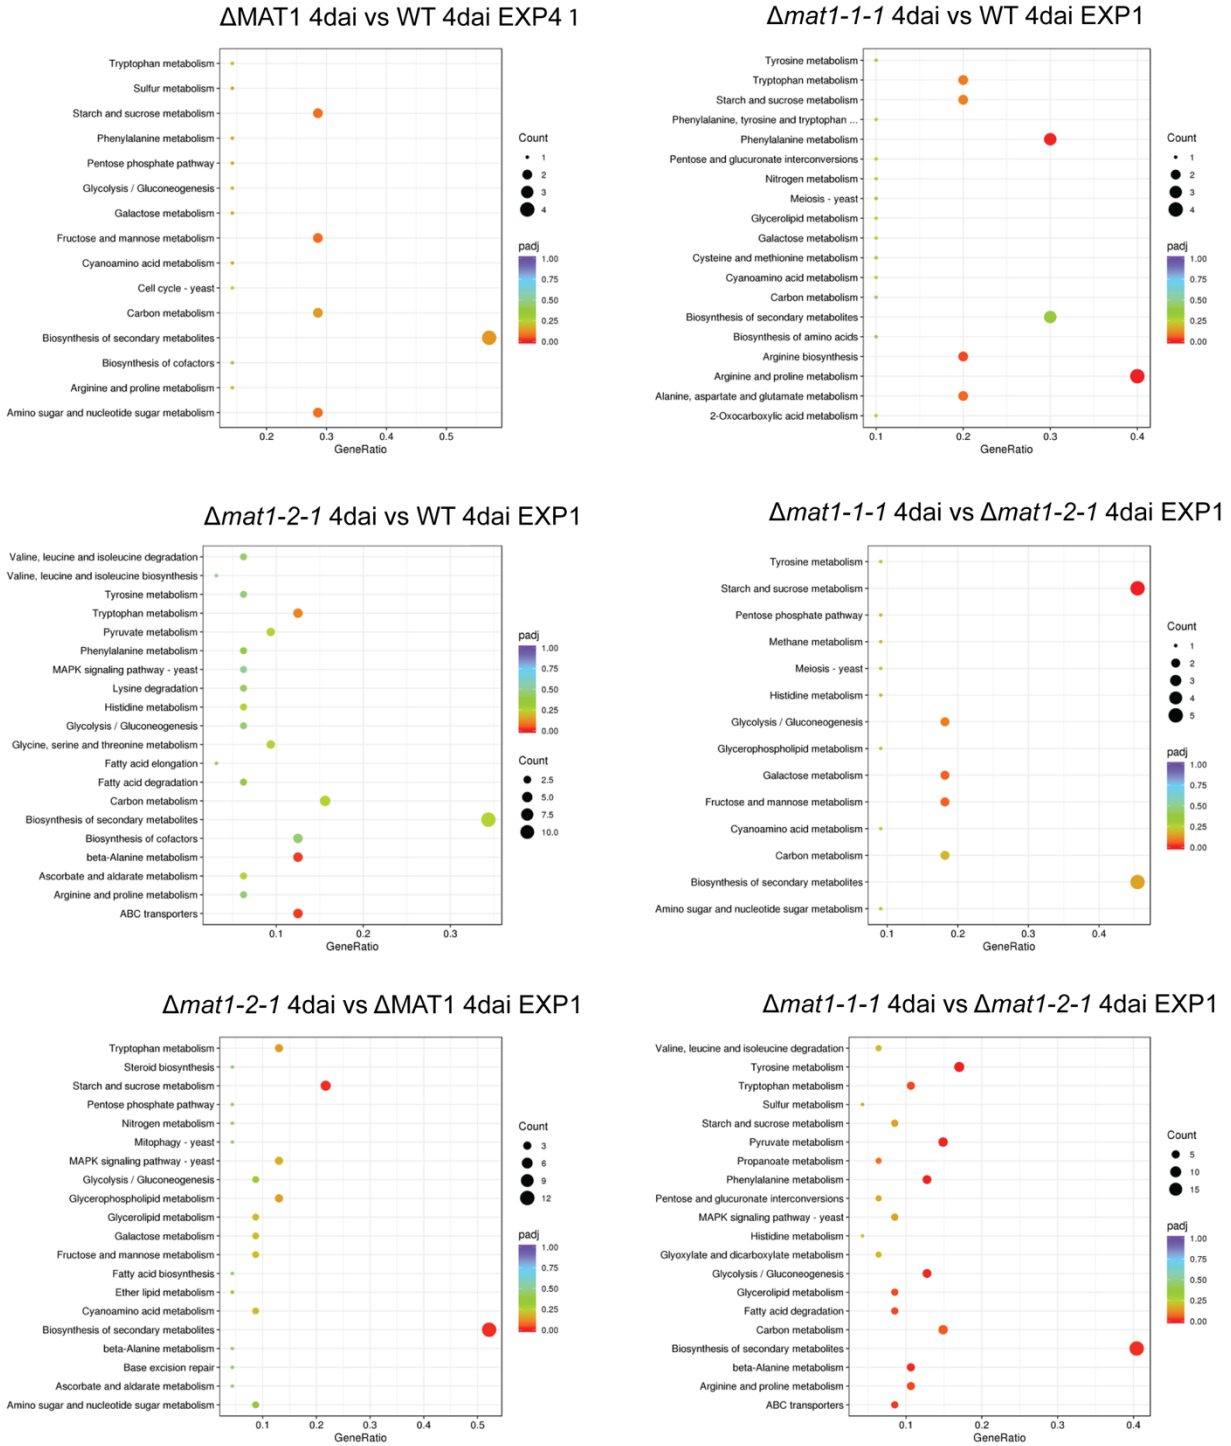 ΔMAT1 4dai vs WT 4dai EXP4 1
Tryptophan metabolism
Sulfur metabolism
Starch and sucrose metabolism
Phenylalanine metabolism
Pentose phosphate pathway
Glycolysis / Gluconeogenesis
Galactose metabolism
Fructose and mannose metabolism
Cyanoamino acid metabolism
Cell cycle - yeast
Carbon metabolism
Biosynthesis of secondary metabolites
Biosynthesis of cofactors
Arginine and proline metabolism
Amino sugar and nucleotide sugar metabolism
0.2 0.3 0.4 0.5
GeneRatio
Count
1
2
3
4
padj
1.00
0.75
0.50
0.25
0.00
Δmat1-1-1 4dai vs WT 4dai EXP1
Tyrosine metabolism
Tryptophan metabolism
Starch and sucrose metabolism
Phenylalanine, tyrosine and tryptophan ...
Phenylalanine metabolism
Pentose and glucuronate interconversions
Nitrogen metabolism
Meiosis - yeast
Glycerolipid metabolism
Galactose metabolism
Cysteine and methionine metabolism
Cyanoamino acid metabolism
Carbon metabolism
Biosynthesis of secondary metabolites
Biosynthesis of amino acids
Arginine biosynthesis
Arginine and proline metabolism
Alanine, aspartate and glutamate metabolism
2-Oxocarboxylic acid metabolism
0.1 0.2 0.3 0.4
GeneRatio
Count
1
2
3
4
padj
1.00
0.75
0.50
0.25
0.00
Δmat1-2-1 4dai vs WT 4dai EXP1
Valine, leucine and isoleucine degradation
Valine, leucine and isoleucine biosynthesis
Tyrosine metabolism
Tryptophan metabolism
Pyruvate metabolism
Phenylalanine metabolism
MAPK signaling pathway - yeast
Lysine degradation
Histidine metabolism
Glycolysis / Gluconeogenesis
Glycine, serine and threonine metabolism
Fatty acid elongation
Fatty acid degradation
Carbon metabolism
Biosynthesis of secondary metabolites
Biosynthesis of cofactors
beta-Alanine metabolism
Ascorbate and aldarate metabolism
Arginine and proline metabolism
ABC transporters
0.1 0.2 0.3
GeneRatio
padj
1.00
0.75
0.50
0.25
0.00
Count
2.5
5.0
7.5
10.0
Δmat1-1-1 4dai vs Δmat1-2-1 4dai EXP1
Tyrosine metabolism
Starch and sucrose metabolism
Pentose phosphate pathway
Methane metabolism
Meiosis - yeast
Histidine metabolism
Glycolysis / Gluconeogenesis
Glycerophospholipid metabolism
Galactose metabolism
Fructose and mannose metabolism
Cyanoamino acid metabolism
Carbon metabolism
Biosynthesis of secondary metabolites
Amino sugar and nucleotide sugar metabolism
0.1 0.2 0.3 0.4
GeneRatio
Count
1
2
3
4
5
padj
1.00
0.75
0.50
0.25
0.00
Δmat1-2-1 4dai vs ΔMAT1 4dai EXP1
Tryptophan metabolism
Steroid biosynthesis
Starch and sucrose metabolism
Pentose phosphate pathway
Nitrogen metabolism
Mitophagy - yeast
MAPK signaling pathway - yeast
Glycolysis / Gluconeogenesis
Glycerophospholipid metabolism
Glycerolipid metabolism
Galactose metabolism
Fructose and mannose metabolism
Fatty acid biosynthesis
Ether lipid metabolism
Cyanoamino acid metabolism
Biosynthesis of secondary metabolites
beta-Alanine metabolism
Base excision repair
Ascorbate and aldarate metabolism
Amino sugar and nucleotide sugar metabolism
0.1 0.2 0.3 0.4 0.5
GeneRatio
Count
3
6
9
12
padj
1.00
0.75
0.50
0.25
0.00
Δmat1-1-1 4dai vs Δmat1-2-1 4dai EXP1
Valine, leucine and isoleucine degradation
Tyrosine metabolism
Tryptophan metabolism
Sulfur metabolism
Starch and sucrose metabolism
Pyruvate metabolism
Propanoate metabolism
Phenylalanine metabolism
Pentose and glucuronate interconversions
MAPK signaling pathway - yeast
Histidine metabolism
Glyoxylate and dicarboxylate metabolism
Glycolysis / Gluconeogenesis
Glycerolipid metabolism
Fatty acid degradation
Carbon metabolism
Biosynthesis of secondary metabolites
beta-Alanine metabolism
Arginine and proline metabolism
ABC transporters
0.1 0.2 0.3 0.4
GeneRatio
Count
5
10
15
padj
1.00
0.75
0.50
0.25
0.00